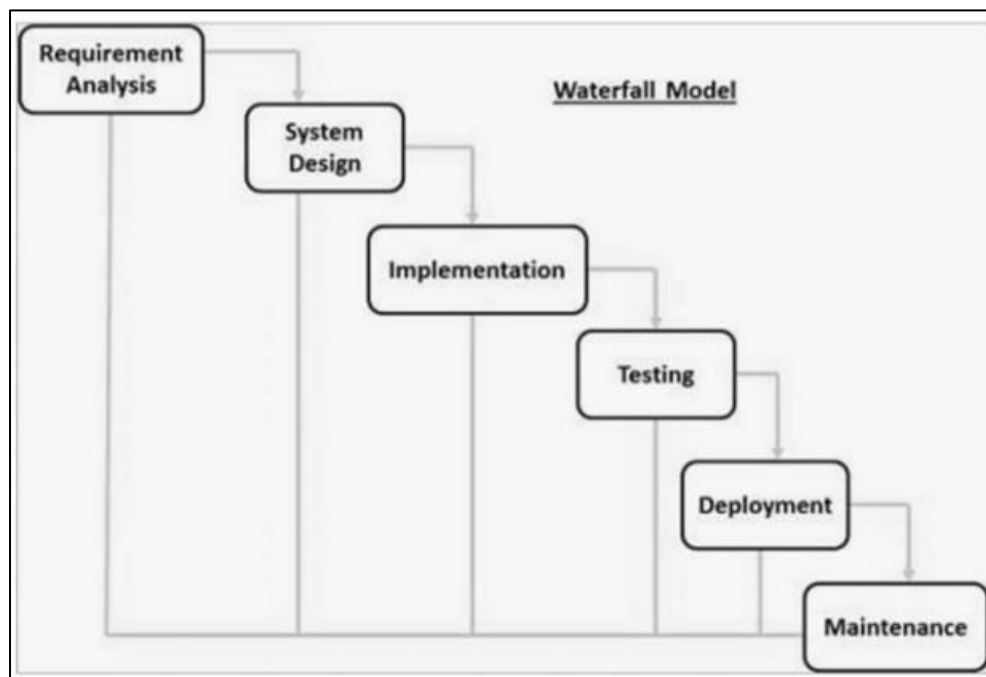 Requirement
Analysis
Waterfall Model
System
Design
Implementation
Testing
Deployment
Maintenance